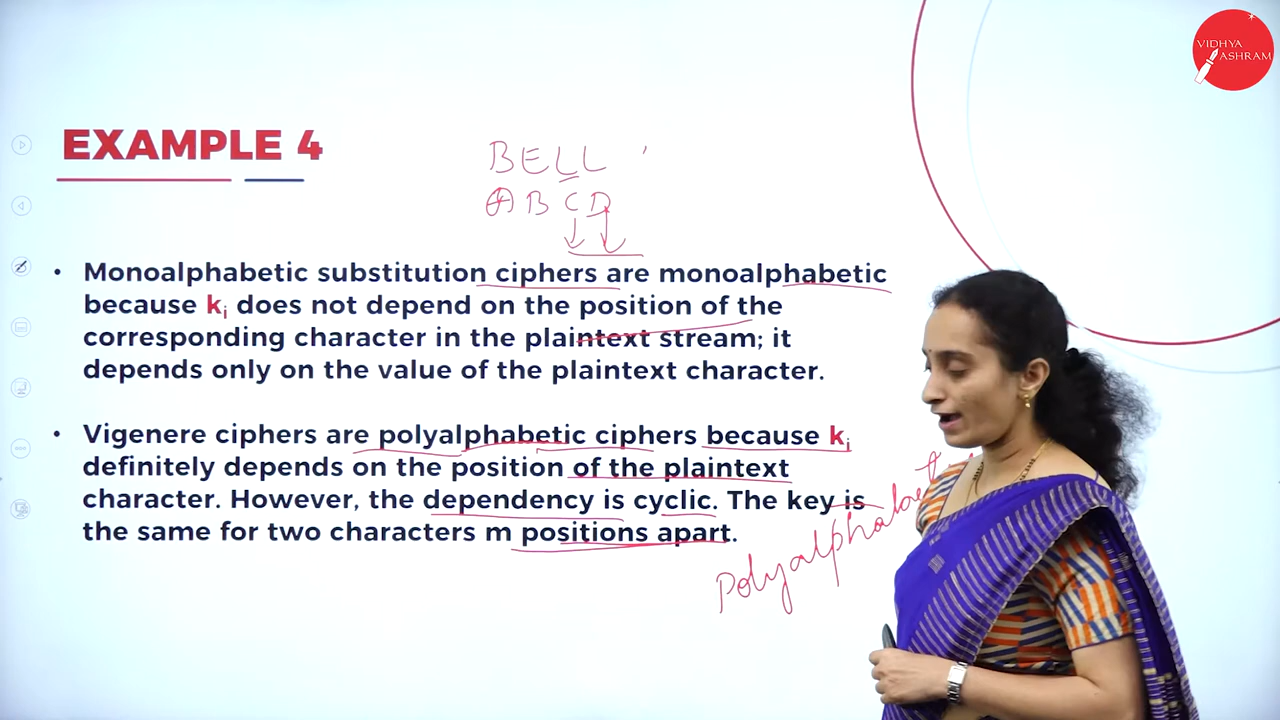 VIDHYA
ASHRAM
EXAMPLE 4
BELL
A B C D
• Monoalphabetic substitution ciphers are monoalphabetic
because ki does not depend on the position of the
corresponding character in the plaintext stream; it
depends only on the value of the plaintext character.
• Vigenere ciphers are polyalphabetic ciphers because ki
definitely depends on the position of the plaintext
character. However, the dependency is cyclic. The key is
the same for two characters m positions apart.